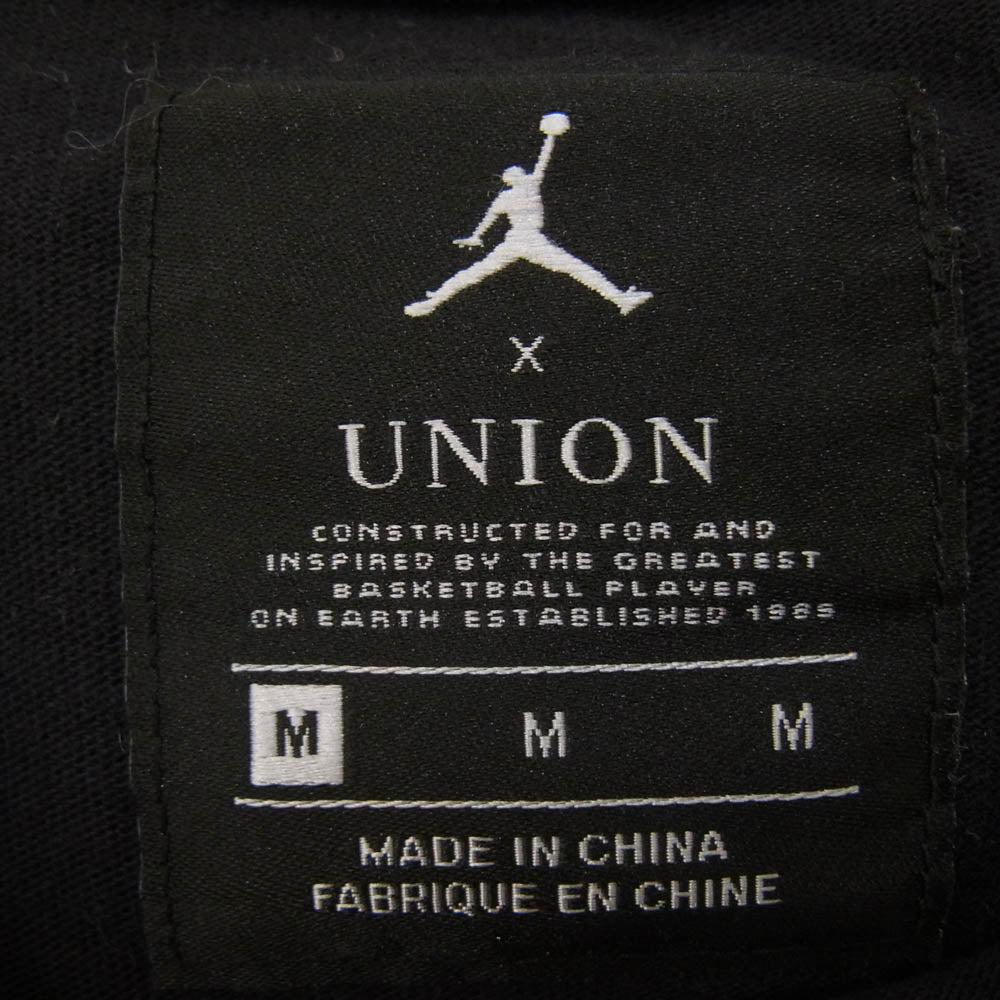 X
UNION
CONSTRUCTED FOR AND
INSPIRED BY THE GREATEST
BASKETBALL PLAYER
ON EARTH ESTABLISHED 1989
M M M
MADE IN CHINA
FABRIQUE EN CHINE